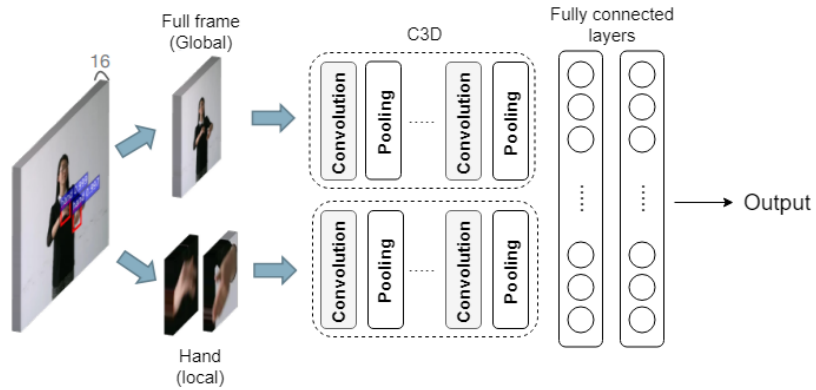 Full frame
(Global)
C3D
Fully connected
layers
16
Convolution
Pooling
......
Convolution
Pooling
......
......
Output
Convolution
Pooling
......
Convolution
Pooling
Hand
(local)